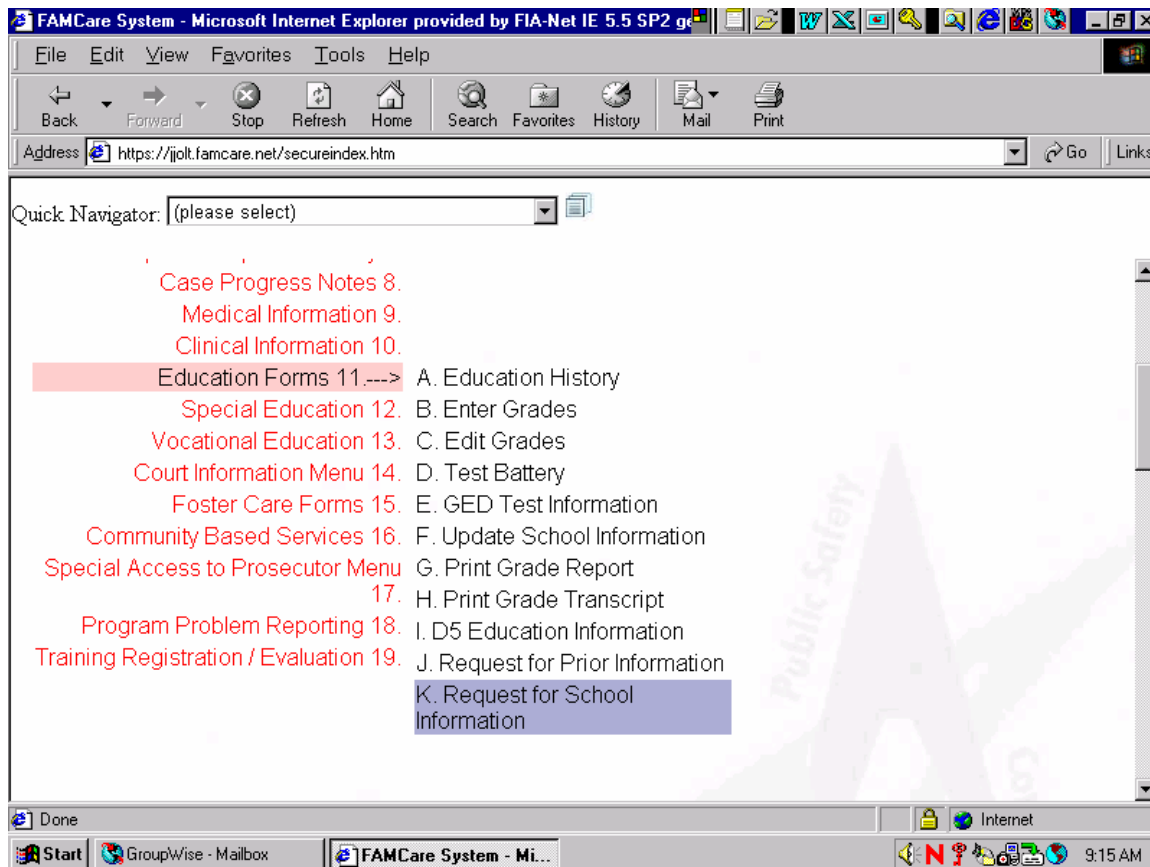 FAMCare System - Microsoft Internet Explorer provided by FIA-Net IE 5.5 SP2
File Edit View Favorites Tools Help
Back Forward Stop Refresh Home Search Favorites History Mail Print
Address https://jjolt.famcare.net/secureindex.htm Go Links
Quick Navigator: (please select)
Case Progress Notes 8.
Medical Information 9.
Clinical Information 10.
Education Forms 11.---> A. Education History
Special Education 12. B. Enter Grades
Vocational Education 13. C. Edit Grades
Court Information Menu 14. D. Test Battery
Foster Care Forms 15. E. GED Test Information
Community Based Services 16. F. Update School Information
Special Access to Prosecutor Menu G. Print Grade Report
17. H. Print Grade Transcript
Program Problem Reporting 18. I. D5 Education Information
Training Registration / Evaluation 19. J. Request for Prior Information
K. Request for School
Information
Public Safety
Done Internet
Start GroupWise - Mailbox FAMCare System - Mi... 9:15 AM